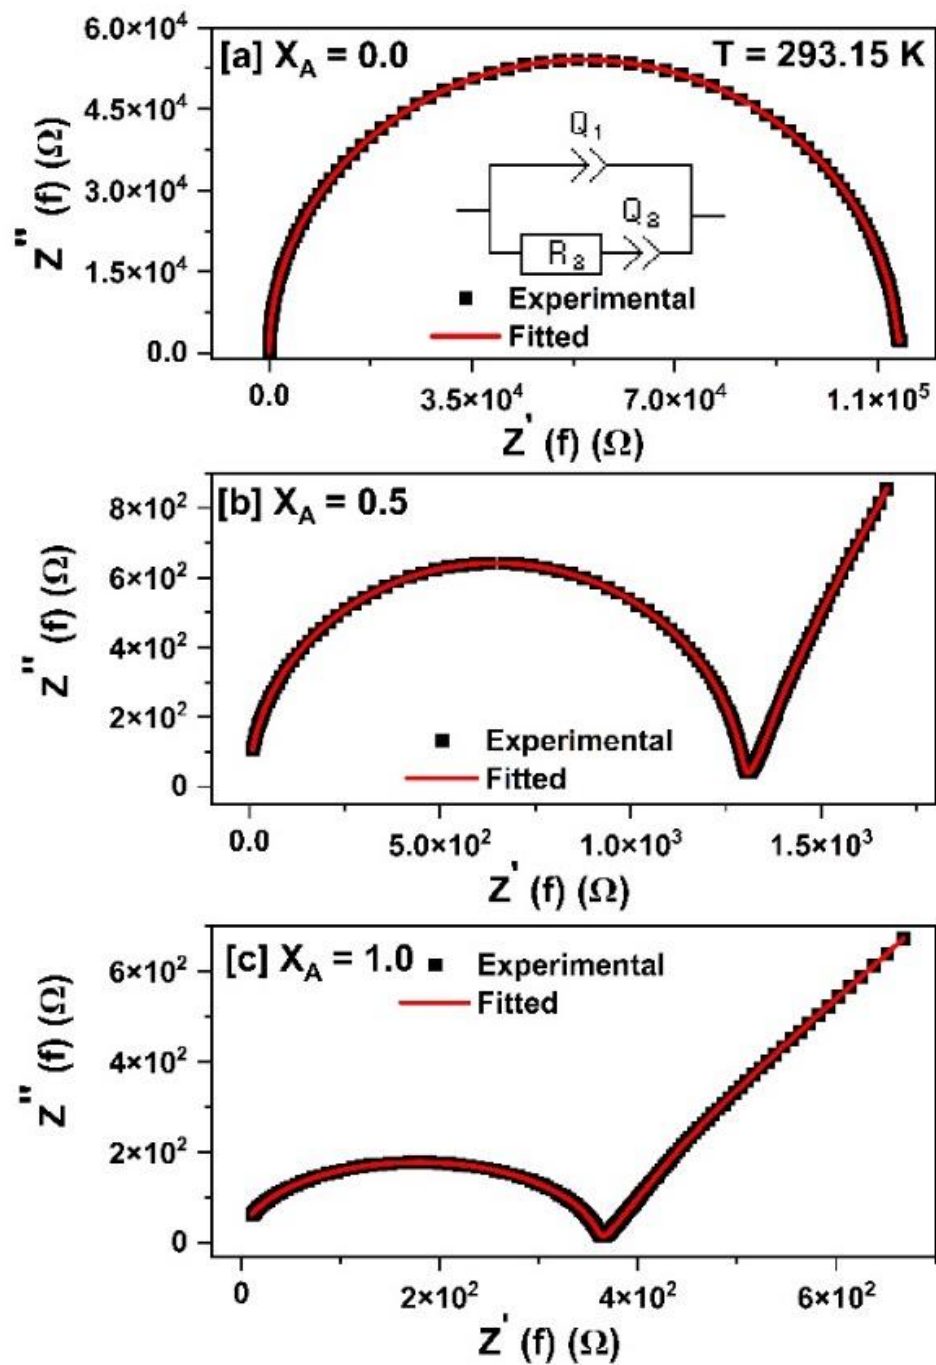 [a] X_A = 0.0 T = 293.15 K
6.0×10⁴
4.5×10⁴
3.0×10⁴
1.5×10⁴
0.0
Z'' (f) (Ω)
Q₁
R₂ Q₂
Experimental
Fitted
0.0 3.5×10⁴ 7.0×10⁴ 1.1×10⁵
Z' (f) (Ω)
[b] X_A = 0.5
8×10²
6×10²
4×10²
2×10²
0
Z'' (f) (Ω)
Experimental
Fitted
0.0 5.0×10² 1.0×10³ 1.5×10³
Z' (f) (Ω)
[c] X_A = 1.0
Experimental
Fitted
6×10²
4×10²
2×10²
0
Z'' (f) (Ω)
0 2×10² 4×10² 6×10²
Z' (f) (Ω)